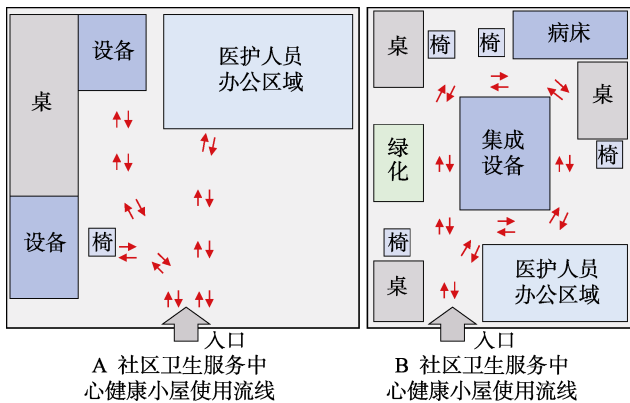 设备
医护人员
办公区域
桌
设备
椅
入口
A 社区卫生服务中
心健康小屋使用流线
桌
椅
椅
病床
桌
椅
绿
化
集成
设备
椅
桌
医护人员
办公区域
入口
B 社区卫生服务中
心健康小屋使用流线